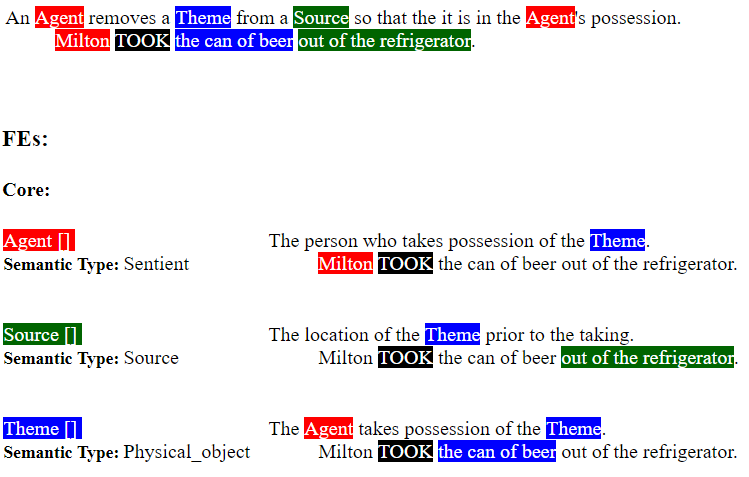 An Agent removes a Theme from a Source so that the it is in the Agent's possession.
Milton TOOK the can of beer out of the refrigerator.
FEs:
Core:
Agent [] The person who takes possession of the Theme.
Semantic Type: Sentient Milton TOOK the can of beer out of the refrigerator.
Source [] The location of the Theme prior to the taking.
Semantic Type: Source Milton TOOK the can of beer out of the refrigerator.
Theme [] The Agent takes possession of the Theme.
Semantic Type: Physical_object Milton TOOK the can of beer out of the refrigerator.